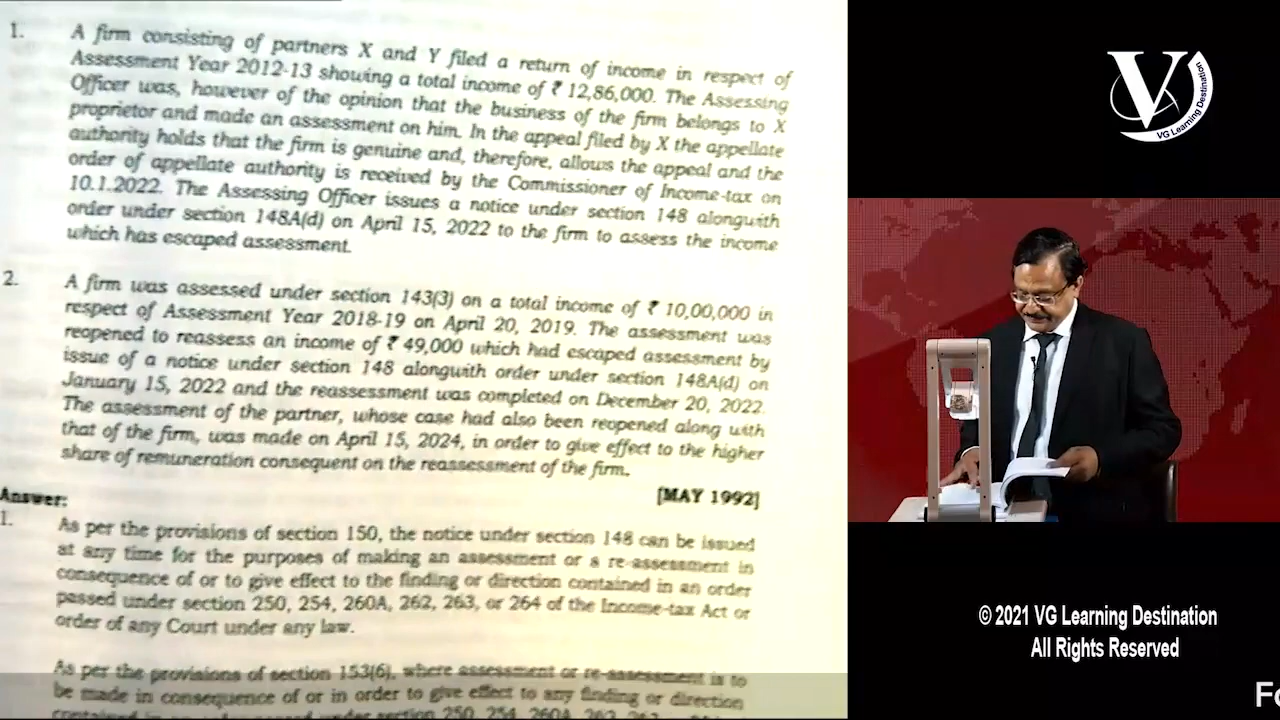 1. A firm consisting of partners X and Y filed a return of income in respect of
Assessment Year 2012-13 showing a total income of ₹ 12,86,000. The Assessing
Officer was, however of the opinion that the business of the firm belongs to X
proprietor and made an assessment on him. In the appeal filed by X the appellate
authority holds that the firm is genuine and, therefore, allows the appeal and the
order of appellate authority is received by the Commissioner of Income-tax on
10.1.2022. The Assessing Officer issues a notice under section 148 alongwith
order under section 148A(d) on April 15, 2022 to the firm to assess the income
which has escaped assessment.
2. A firm was assessed under section 143(3) on a total income of ₹ 10,00,000 in
respect of Assessment Year 2018-19 on April 20, 2019. The assessment was
reopened to reassess an income of ₹ 49,000 which had escaped assessment by
issue of a notice under section 148 alongwith order under section 148A(d) on
January 15, 2022 and the reassessment was completed on December 20, 2022.
The assessment of the partner, whose case had also been reopened along with
that of the firm, was made on April 15, 2024, in order to give effect to the higher
share of remuneration consequent on the reassessment of the firm.
[MAY 1992]
Answer:
1. As per the provisions of section 150, the notice under section 148 can be issued
at any time for the purposes of making an assessment or a re-assessment in
consequence of or to give effect to the finding or direction contained in an order
passed under section 250, 254, 260A, 262, 263, or 264 of the Income-tax Act or
order of any Court under any law.
As per the provisions of section 153(6), where assessment or re-assessment is to
be made in consequence of or in order to give effect to any finding or direction
section 250, 254, 260A, 262,
V
VG Learning Destination
© 2021 VG Learning Destination
All Rights Reserved
Fo